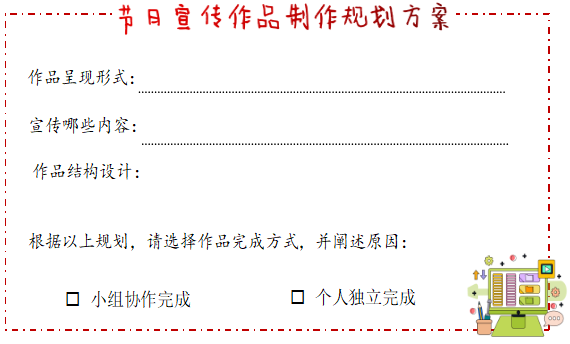 节日宣传作品制作规划方案
作品呈现形式：
宣传哪些内容：
作品结构设计：
根据以上规划，请选择作品完成方式，并阐述原因：
小组协作完成 个人独立完成